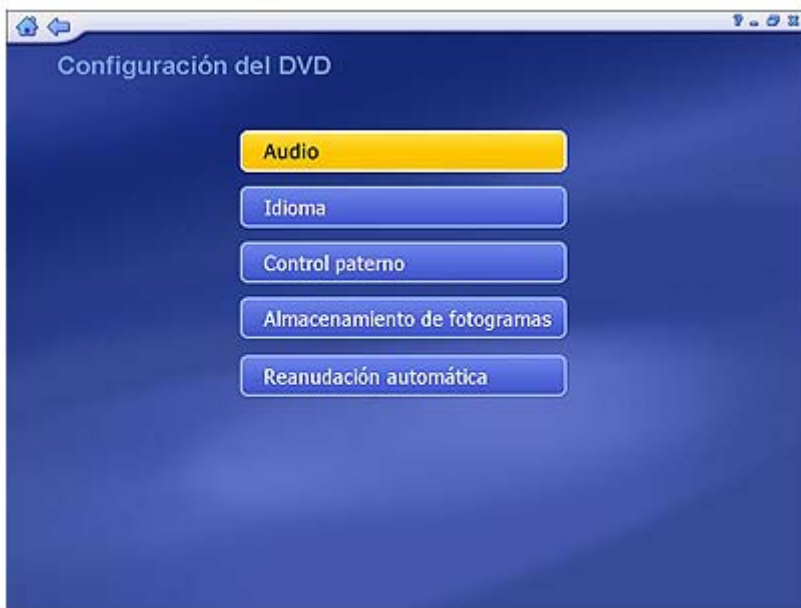 Configuración del DVD
Audio
Idioma
Control paterno
Almacenamiento de fotogramas
Reanudación automática